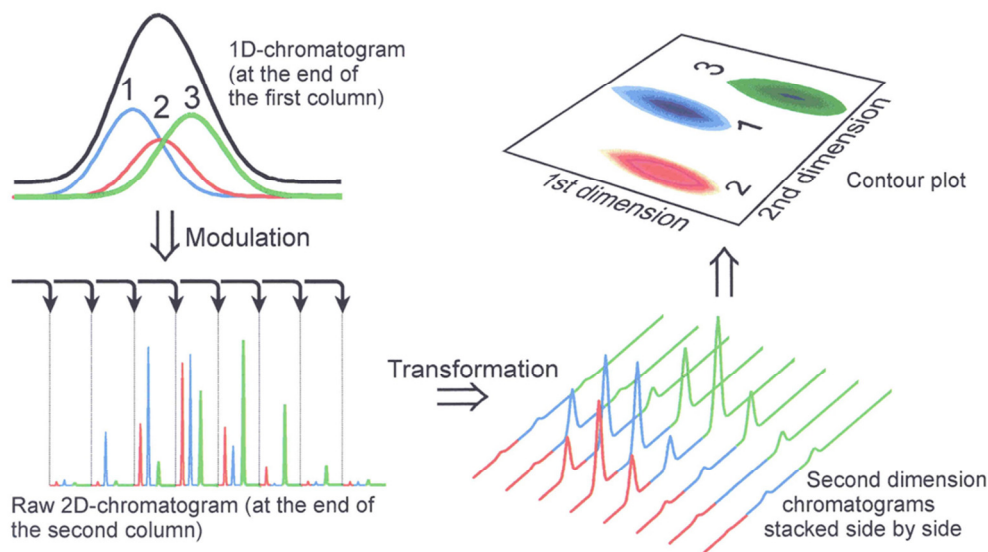 1D-chromatogram
(at the end of
the first column)
1
2
3
Modulation
Raw 2D-chromatogram (at the end of
the second column)
Transformation
Second dimension
chromatograms
stacked side by side
3
1
2
1st dimension
2nd dimension
Contour plot